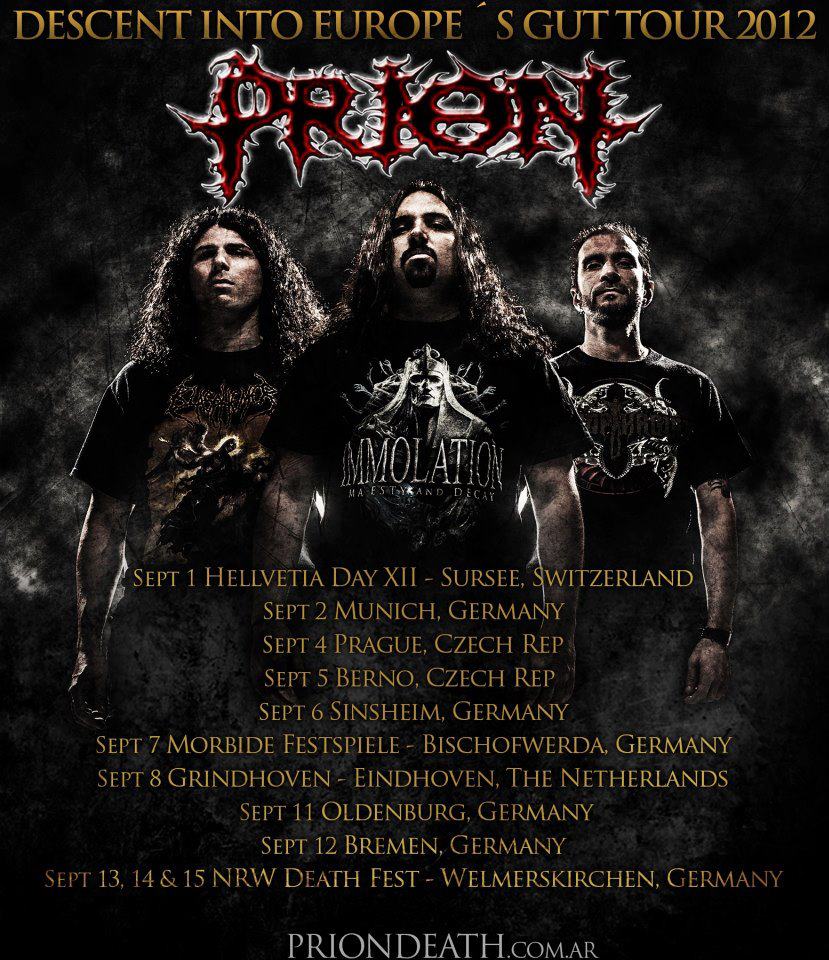 DESCENT INTO EUROPE´S GUT TOUR 2012
PRION
IMMOLATION
MAJESTY AND DECAY
SEPT 1 HELLVETIA DAY XII - SURSEE, SWITZERLAND
SEPT 2 MUNICH, GERMANY
SEPT 4 PRAGUE, CZECH REP
SEPT 5 BERNO, CZECH REP
SEPT 6 SINSHEIM, GERMANY
SEPT 7 MORBIDE FESTSPIELE - BISCHOFWERDA, GERMANY
SEPT 8 GRINDHOVEN - EINDHOVEN, THE NETHERLANDS
SEPT 11 OLDENBURG, GERMANY
SEPT 12 BREMEN, GERMANY
SEPT 13, 14 & 15 NRW DEATH FEST - WELMERSKIRCHEN, GERMANY
PRIONDEATH.COM.AR